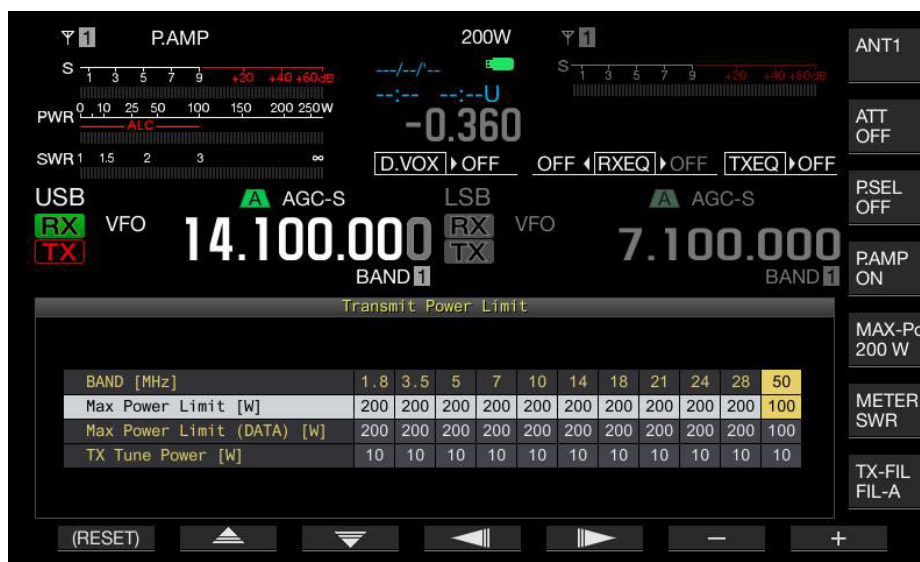 1 P.AMP 200W 1
S 1 3 5 7 9 +20 +40 +60dB
---/--/'-- 
S 1 3 5 7 9 +20 +40 +60dB
--:-- --:--U
PWR 0 10 25 50 100 150 200 250W
ALC
-0.360
SWR 1 1.5 2 3 ∞
D.VOX OFF OFF RXEQ OFF TXEQ OFF
USB A AGC-S LSB A AGC-S
RX VFO 14.100.000 RX VFO 7.100.000
TX TX
BAND 1 BAND 1
Transmit Power Limit
BAND [MHz] 1.8 3.5 5 7 10 14 18 21 24 28 50
Max Power Limit [W] 200 200 200 200 200 200 200 200 200 200 100
Max Power Limit (DATA) [W] 200 200 200 200 200 200 200 200 200 200 100
TX Tune Power [W] 10 10 10 10 10 10 10 10 10 10 10
(RESET) − +
ANT1
ATT
OFF
P.SEL
OFF
P.AMP
ON
MAX-Po
200 W
METER
SWR
TX-FIL
FIL-A